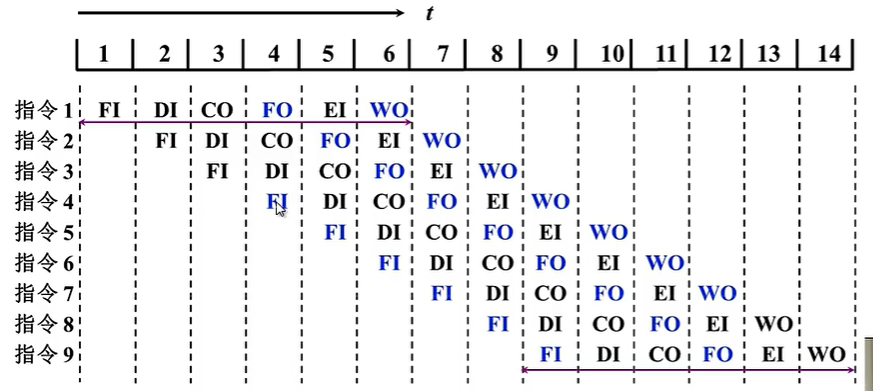 t
1 2 3 4 5 6 7 8 9 10 11 12 13 14
指令 1 FI DI CO FO EI WO
指令 2 FI DI CO FO EI WO
指令 3 FI DI CO FO EI WO
指令 4 FI DI CO FO EI WO
指令 5 FI DI CO FO EI WO
指令 6 FI DI CO FO EI WO
指令 7 FI DI CO FO EI WO
指令 8 FI DI CO FO EI WO
指令 9 FI DI CO FO EI WO